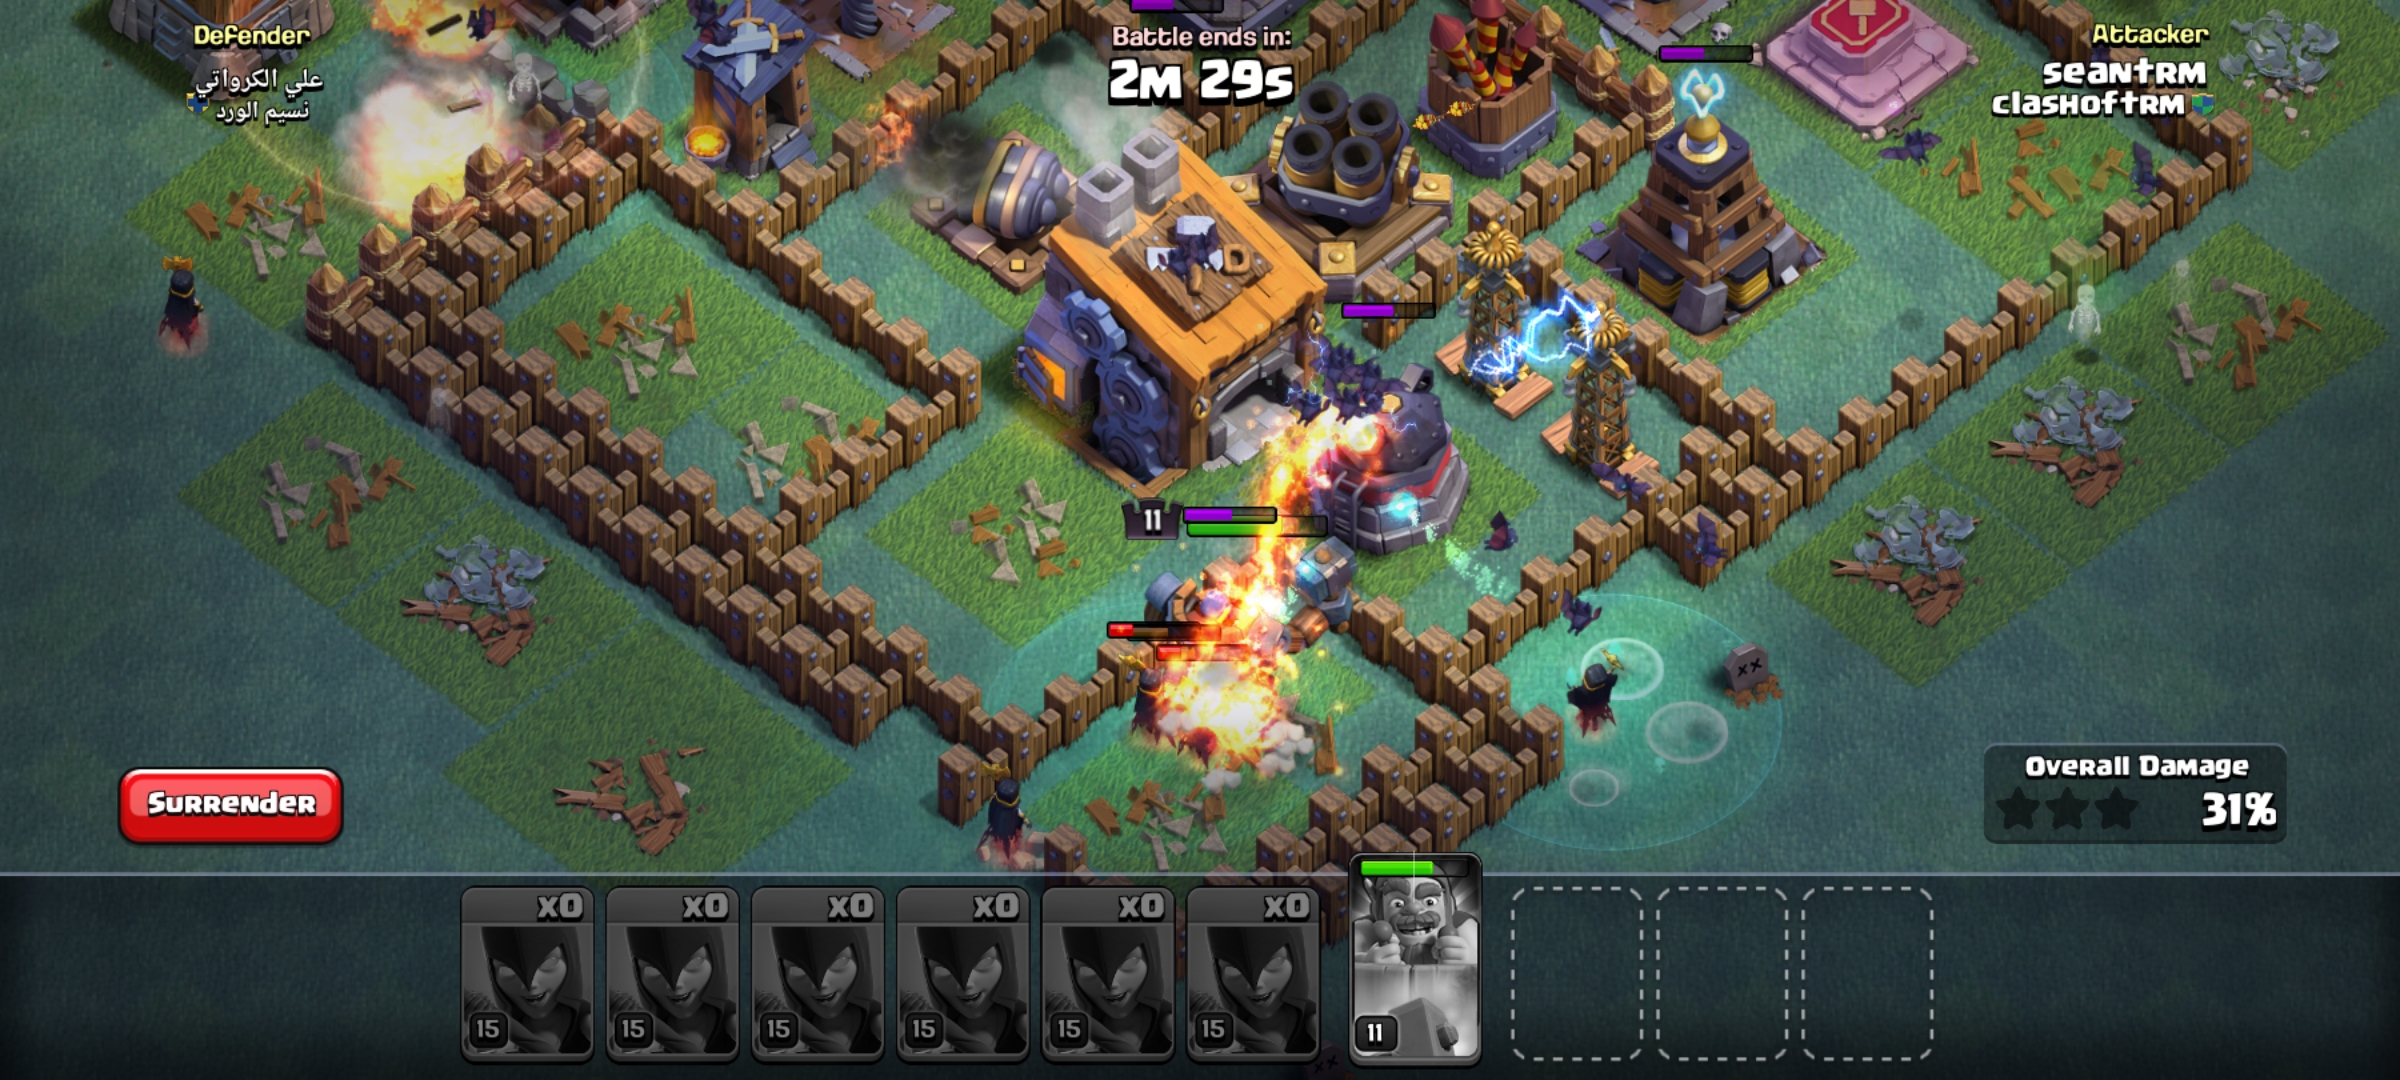 Defender
علي الكرواتي
نسيم الورد
Battle ends in:
2M 29s
Attacker
seantRM
clashoftRM
11
Surrender
Overall Damage
31%
x0
x0
x0
x0
x0
x0
15
15
15
15
15
15
11